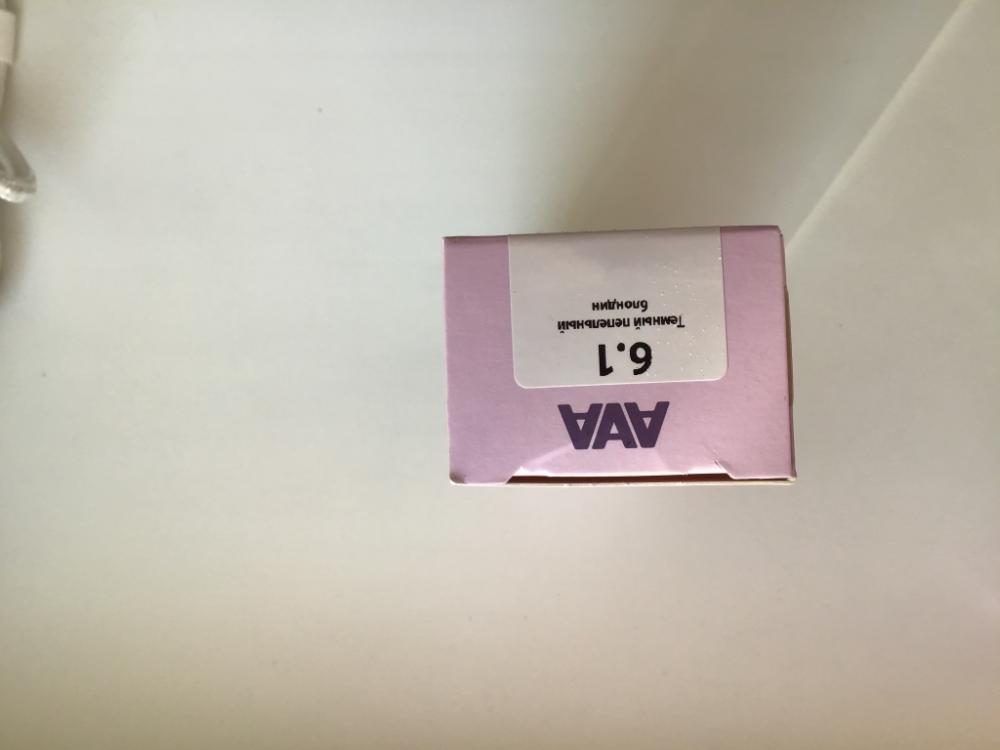 AVA
6.1
Темный пепельный
блондин